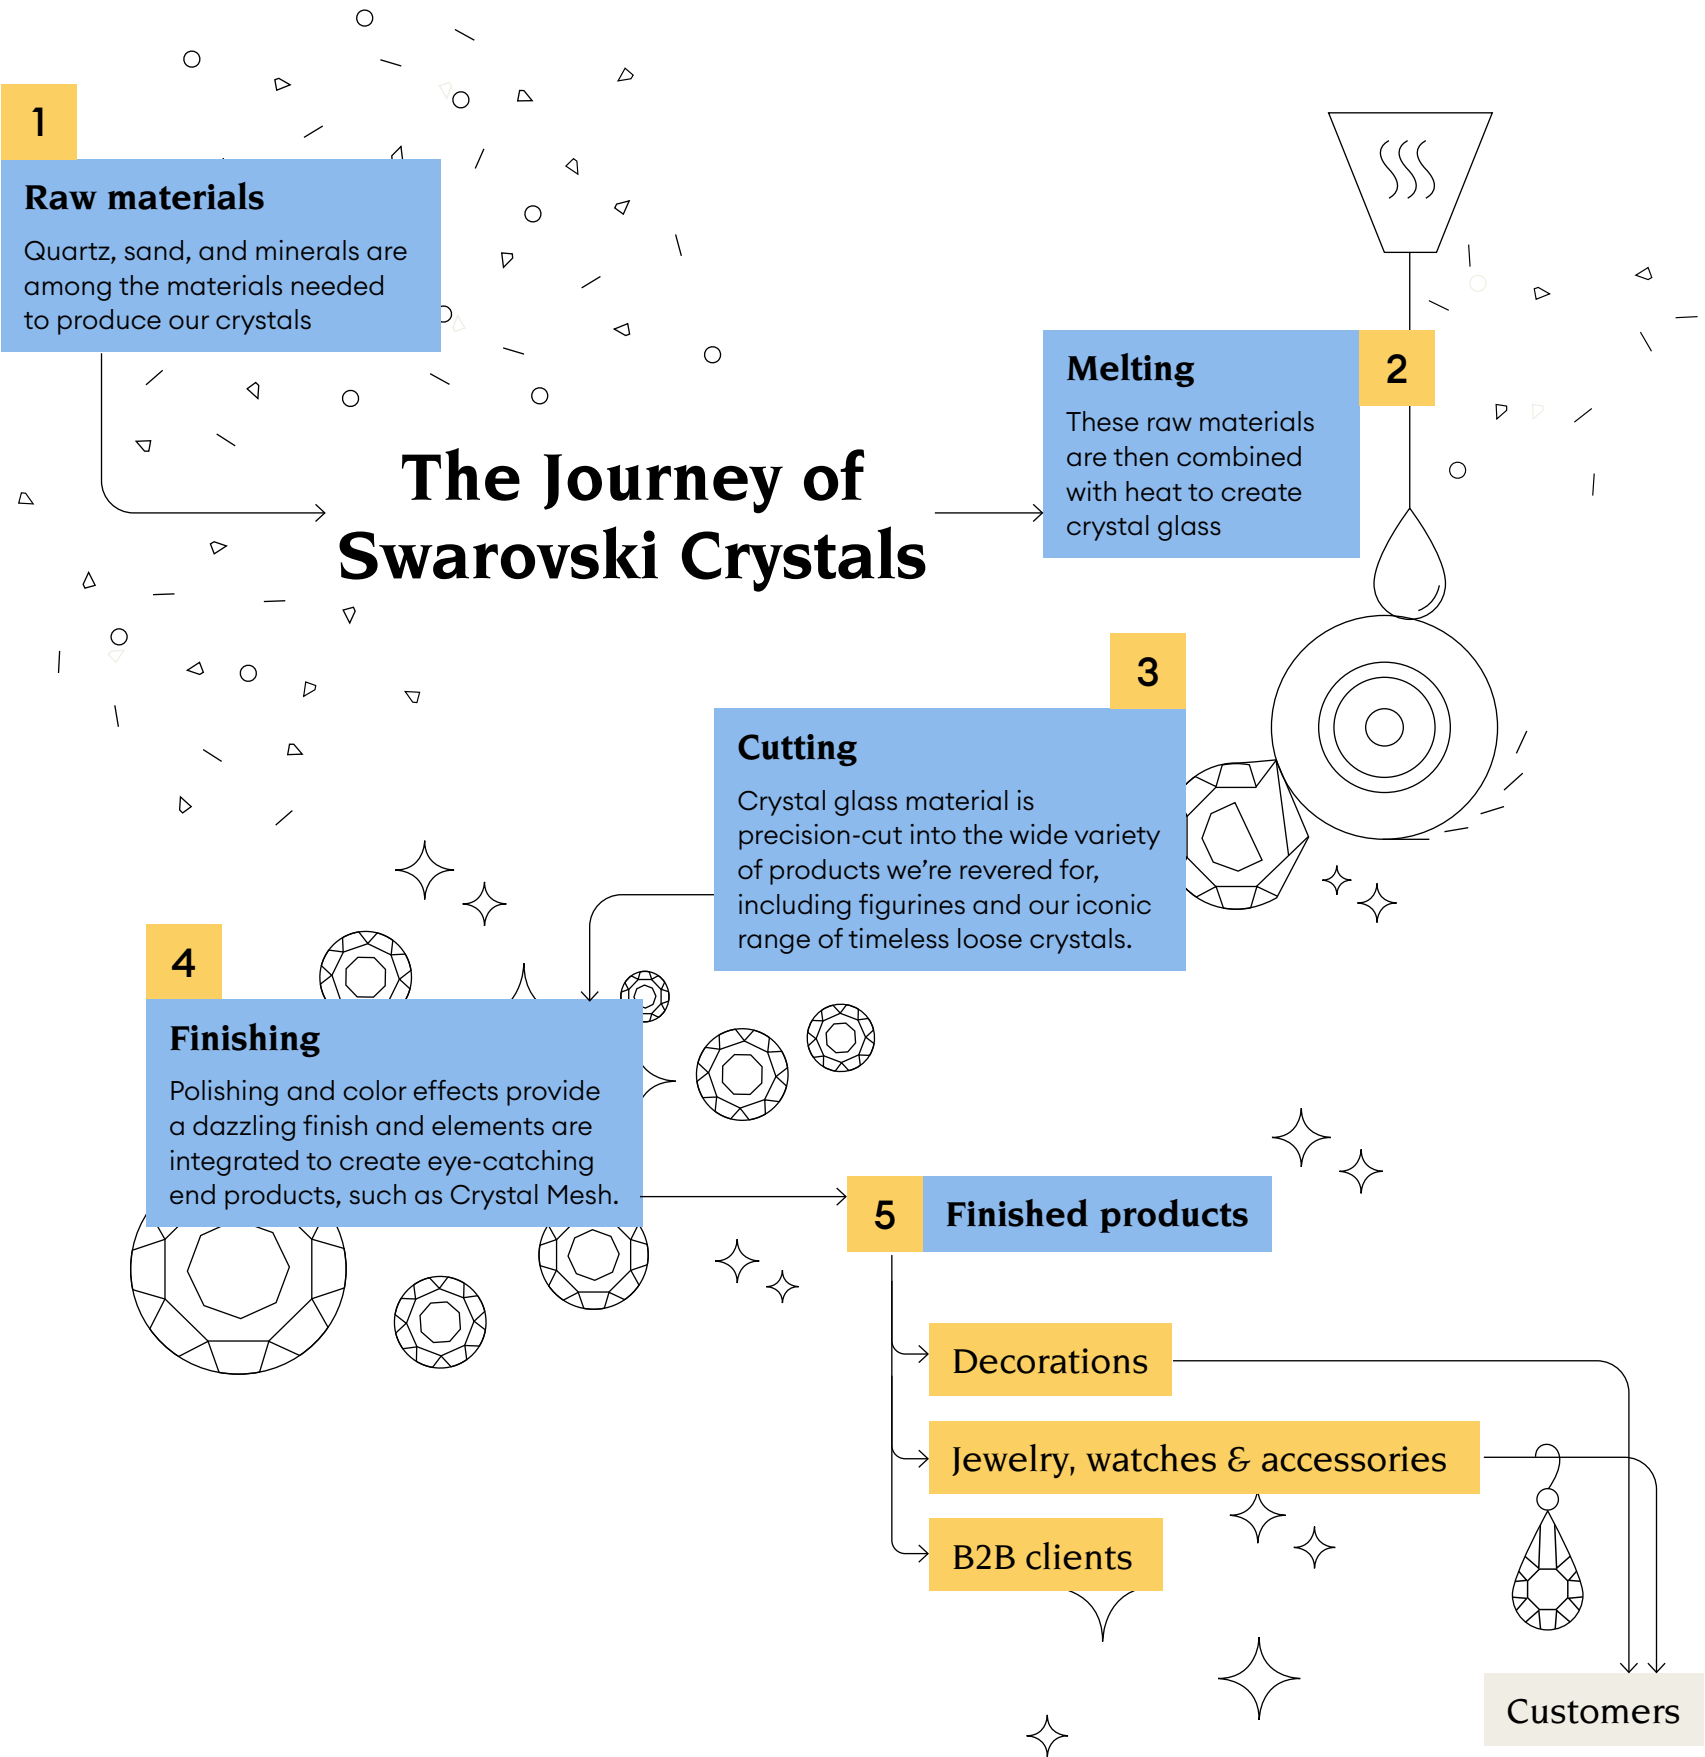 1
Raw materials
Quartz, sand, and minerals are
among the materials needed
to produce our crystals
The Journey of
Swarovski Crystals
2
Melting
These raw materials
are then combined
with heat to create
crystal glass
3
Cutting
Crystal glass material is
precision-cut into the wide variety
of products we’re revered for,
including figurines and our iconic
range of timeless loose crystals.
4
Finishing
Polishing and color effects provide
a dazzling finish and elements are
integrated to create eye-catching
end products, such as Crystal Mesh.
5
Finished products
Decorations
Jewelry, watches & accessories
B2B clients
Customers